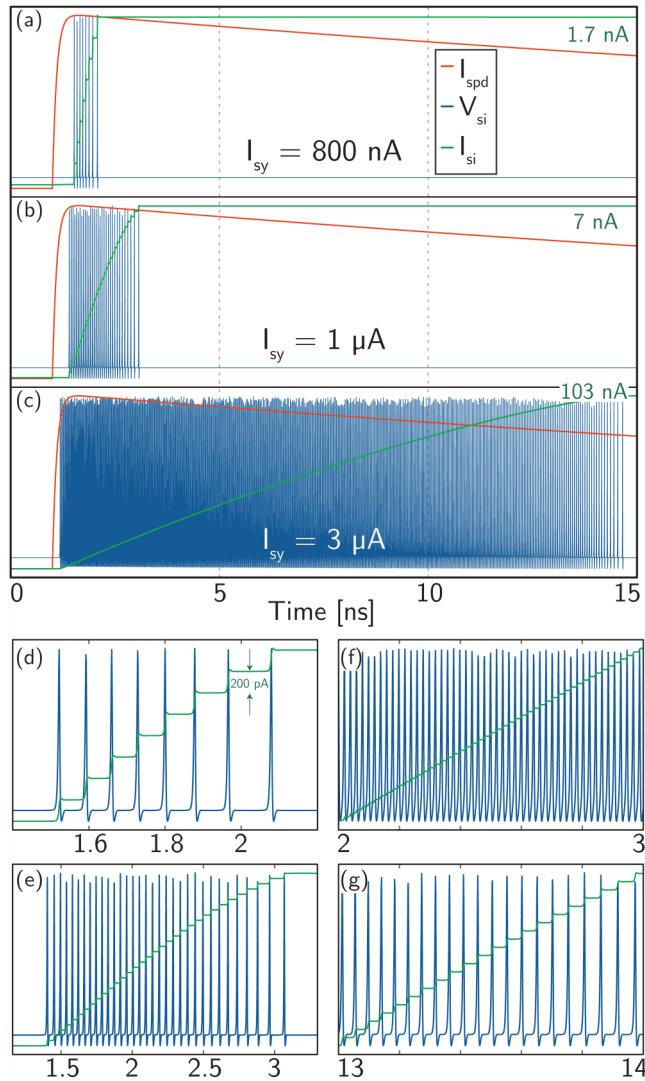 (a)
1.7 nA
I_spd
V_si
I_si
I_sy = 800 nA
(b)
7 nA
I_sy = 1 µA
(c)
103 nA
I_sy = 3 µA
0 5 10 15
Time [ns]
(d)
200 pA
1.6 1.8 2
(f)
2 3
(e)
1.5 2 2.5 3
(g)
13 14